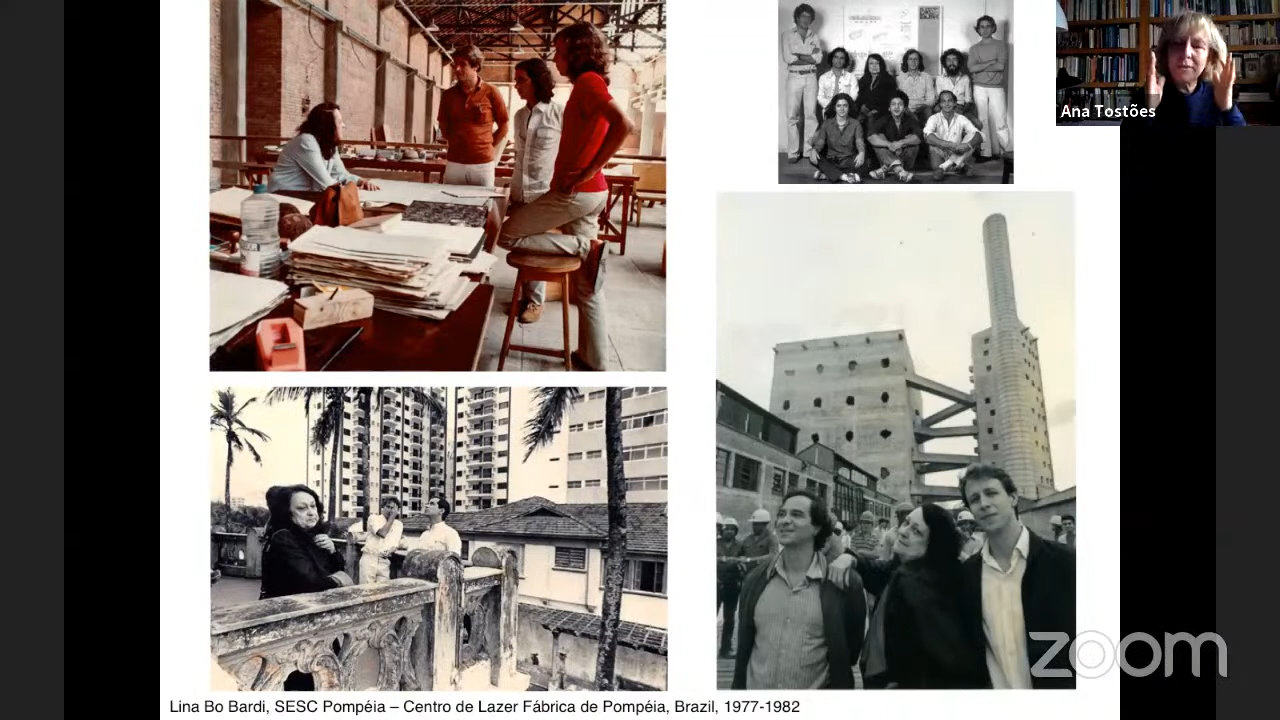 Ana Tostões
zoom
Lina Bo Bardi, SESC Pompéia – Centro de Lazer Fábrica de Pompéia, Brazil, 1977-1982